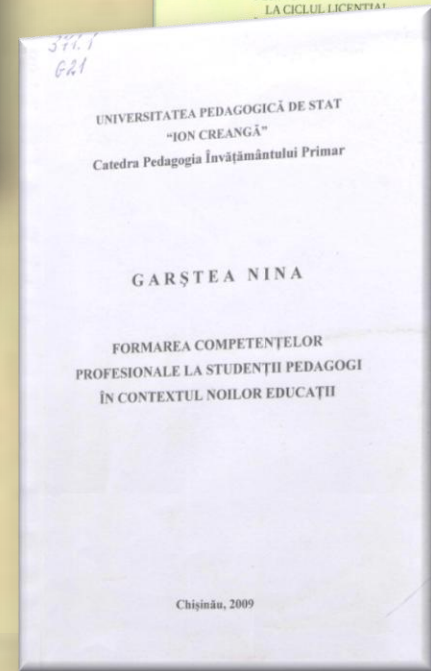 LA CICLUL LICENȚIAL
G21
UNIVERSITATEA PEDAGOGICĂ DE STAT
“ION CREANGĂ”
Catedra Pedagogia Învățământului Primar
GARȘTEA NINA
FORMAREA COMPETENȚELOR
PROFESIONALE LA STUDENȚII PEDAGOGI
ÎN CONTEXTUL NOILOR EDUCAȚII
Chișinău, 2009